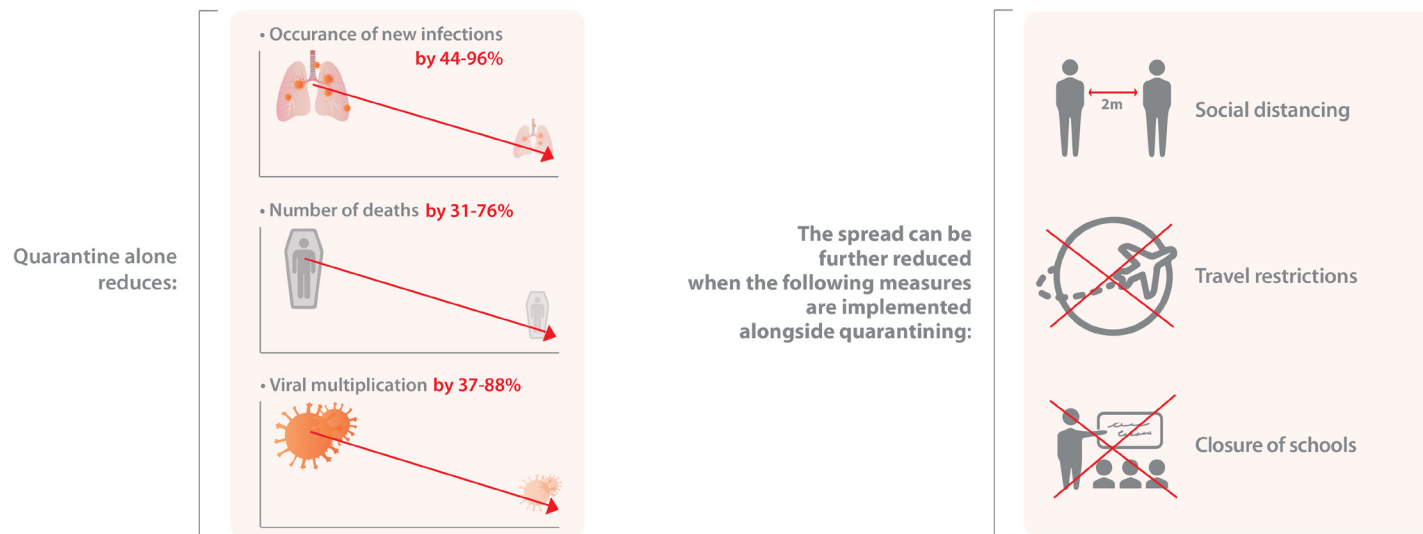 Quarantine alone
reduces:
• Occurance of new infections
by 44-96%
• Number of deaths by 31-76%
• Viral multiplication by 37-88%
The spread can be
further reduced
when the following measures
are implemented
alongside quarantining:
2m
Social distancing
Travel restrictions
Closure of schools